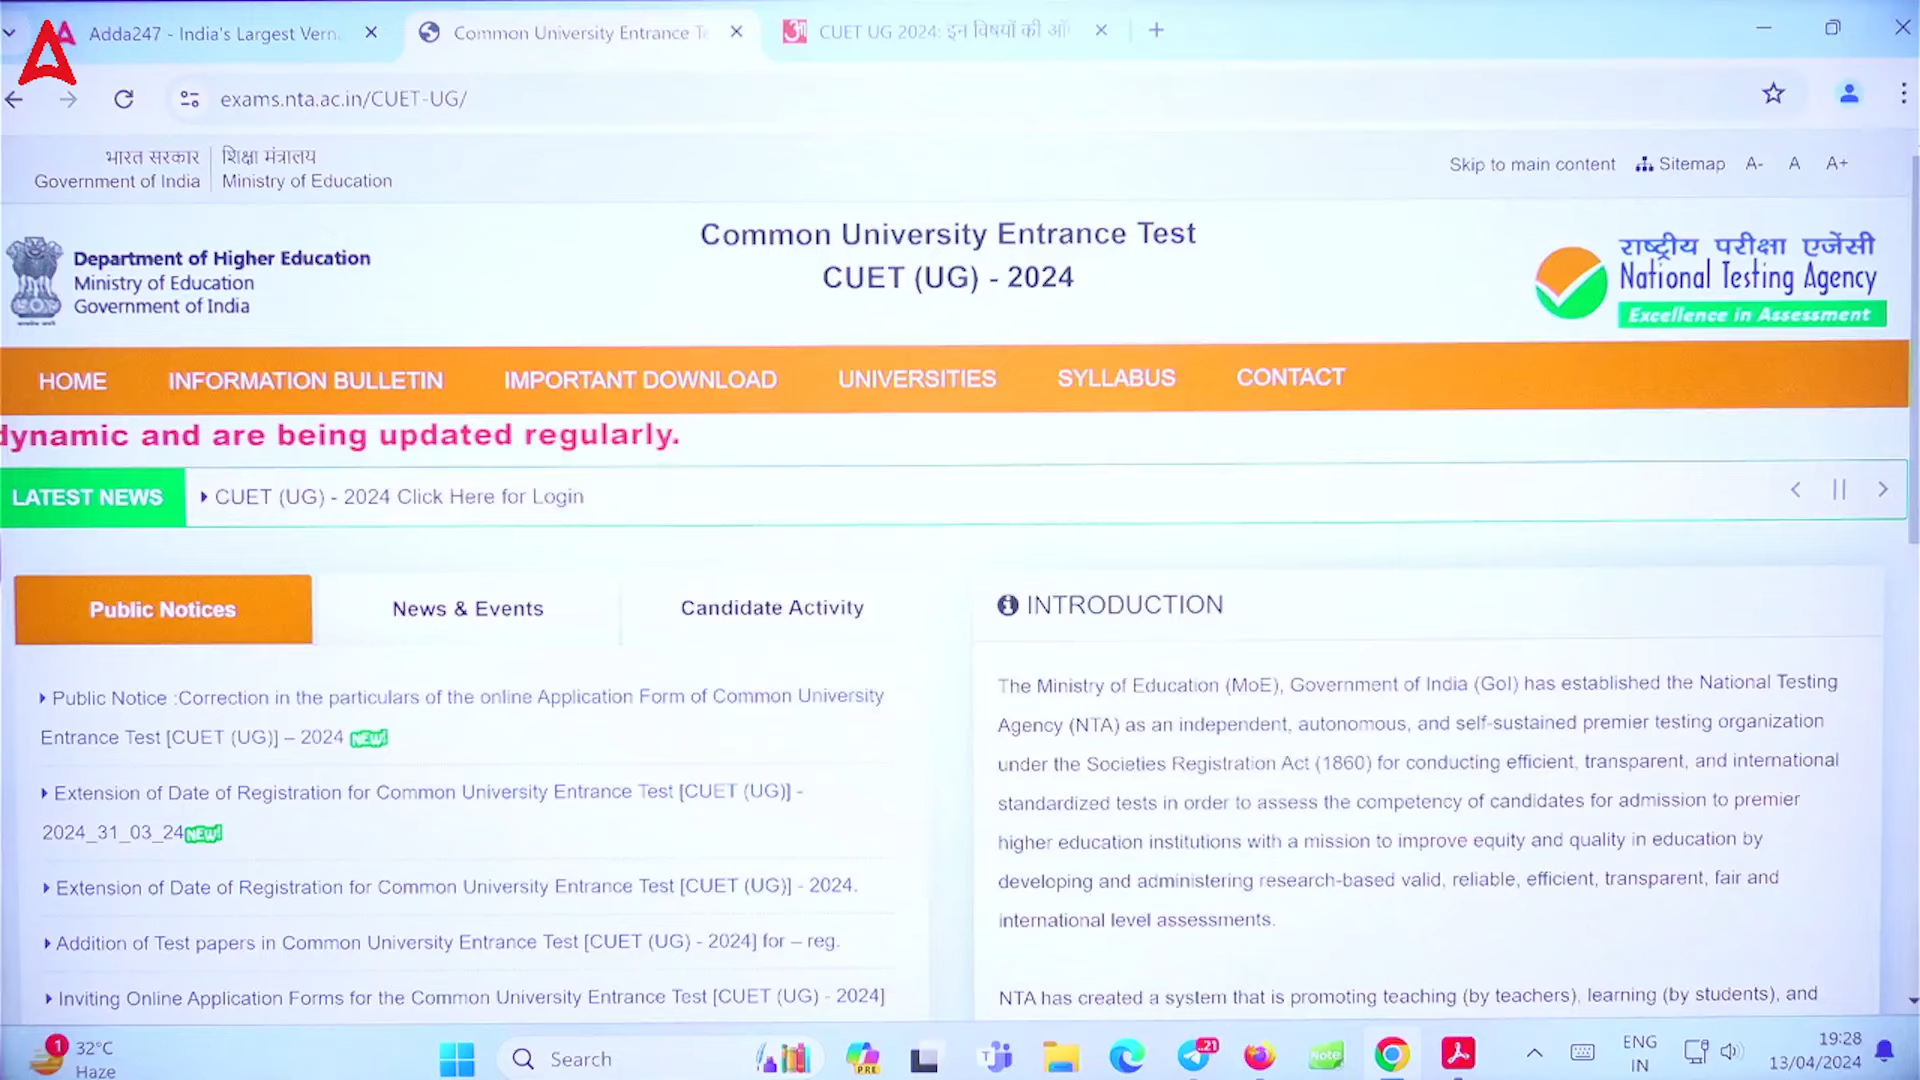 Adda247 - India's Largest Vern
Common University Entrance Te
CUET UG 2024: इन विषयों की ऑ
exams.nta.ac.in/CUET-UG/
भारत सरकार
Government of India
शिक्षा मंत्रालय
Ministry of Education
Skip to main content
Sitemap
A-
A
A+
Department of Higher Education
Ministry of Education
Government of India
Common University Entrance Test
CUET (UG) - 2024
राष्ट्रीय परीक्षा एजेंसी
National Testing Agency
Excellence in Assessment
HOME
INFORMATION BULLETIN
IMPORTANT DOWNLOAD
UNIVERSITIES
SYLLABUS
CONTACT
dynamic and are being updated regularly.
LATEST NEWS
CUET (UG) - 2024 Click Here for Login
Public Notices
News & Events
Candidate Activity
Public Notice :Correction in the particulars of the online Application Form of Common University
Entrance Test [CUET (UG)] – 2024 NEW!
Extension of Date of Registration for Common University Entrance Test [CUET (UG)] -
2024_31_03_24 NEW!
Extension of Date of Registration for Common University Entrance Test [CUET (UG)] - 2024.
Addition of Test papers in Common University Entrance Test [CUET (UG) - 2024] for – reg.
Inviting Online Application Forms for the Common University Entrance Test [CUET (UG) - 2024]
INTRODUCTION
The Ministry of Education (MoE), Government of India (GoI) has established the National Testing
Agency (NTA) as an independent, autonomous, and self-sustained premier testing organization
under the Societies Registration Act (1860) for conducting efficient, transparent, and international
standardized tests in order to assess the competency of candidates for admission to premier
higher education institutions with a mission to improve equity and quality in education by
developing and administering research-based valid, reliable, efficient, transparent, fair and
international level assessments.
NTA has created a system that is promoting teaching (by teachers), learning (by students), and
1
32°C
Haze
Search
PRE
21
Note
ENG
IN
19:28
13/04/2024